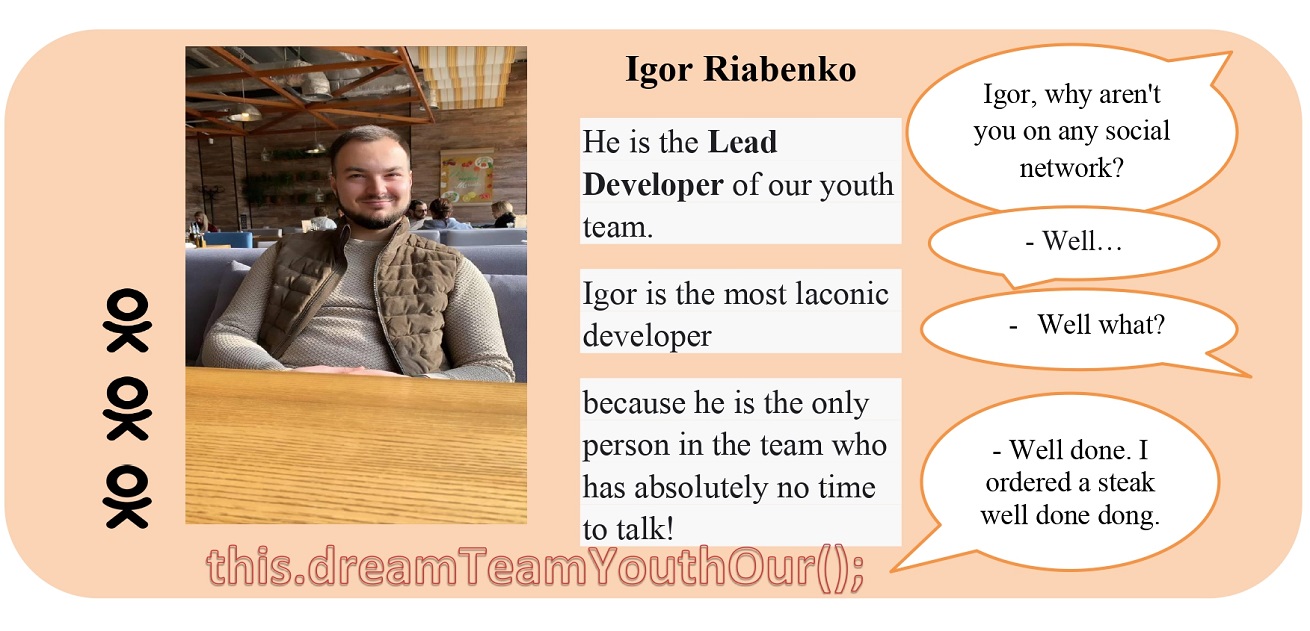 Igor Riabenko
He is the Lead
Developer of our youth
team.
Igor is the most laconic
developer
because he is the only
person in the team who
has absolutely no time
to talk!
Igor, why aren't
you on any social
network?
- Well…
- Well what?
- Well done. I
ordered a steak
well done dong.
this.dreamTeamYouthOur();